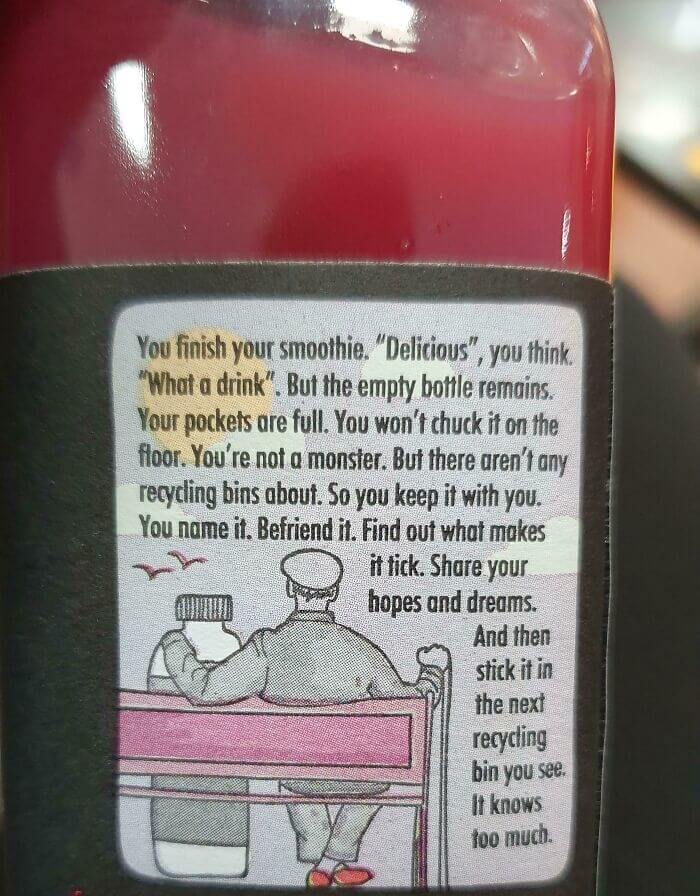 You finish your smoothie. "Delicious", you think.
"What a drink". But the empty bottle remains.
Your pockets are full. You won't chuck it on the
floor. You're not a monster. But there aren't any
recycling bins about. So you keep it with you.
You name it. Befriend it. Find out what makes
it tick. Share your
hopes and dreams.
And then
stick it in
the next
recycling
bin you see.
It knows
too much.